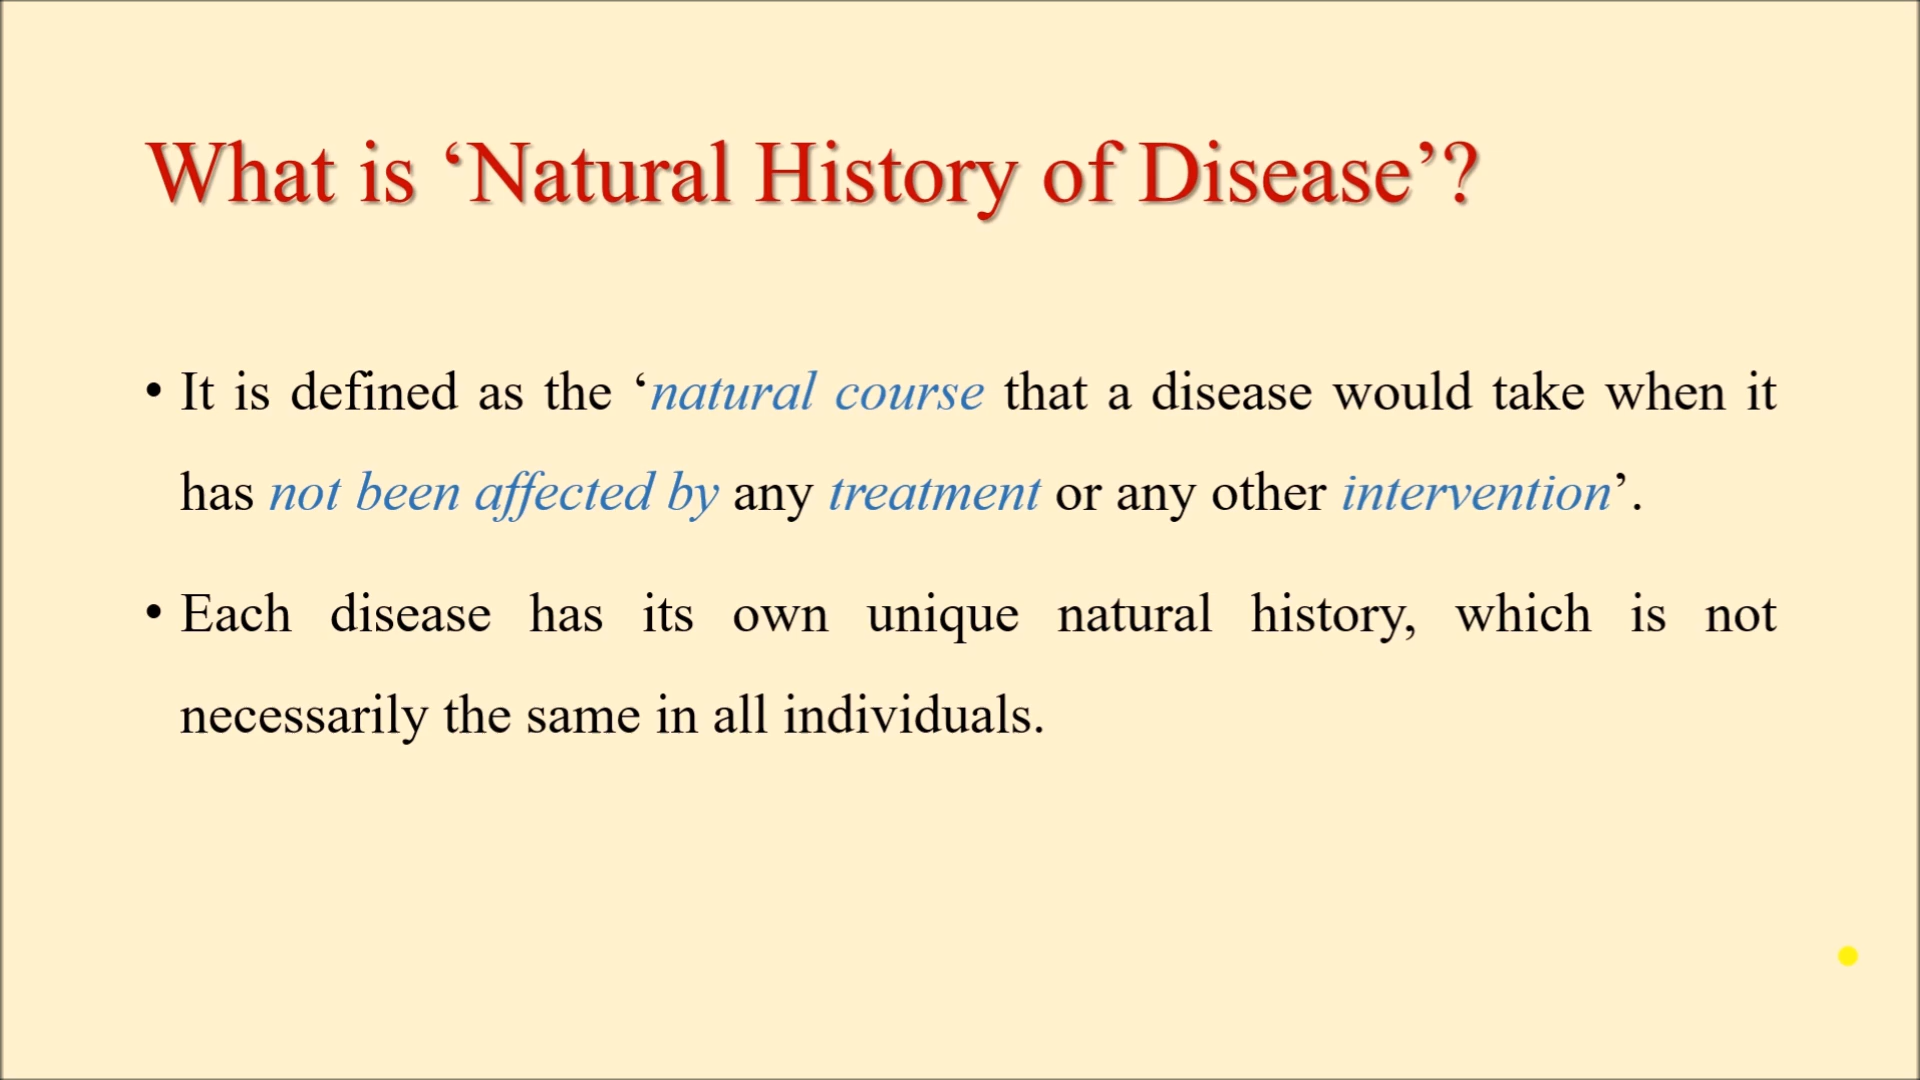 What is ‘Natural History of Disease’?
• It is defined as the ‘natural course that a disease would take when it
has not been affected by any treatment or any other intervention’.
• Each disease has its own unique natural history, which is not
necessarily the same in all individuals.